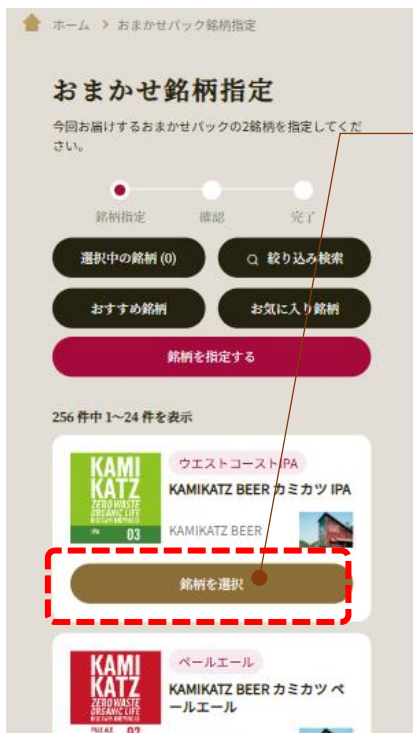 ホーム > おまかせパック銘柄指定
おまかせ銘柄指定
今回お届けするおまかせパックの2銘柄を指定してくだ
さい。
銘柄指定 確認 完了
選択中の銘柄 (0) 絞り込み検索
おすすめ銘柄 お気に入り銘柄
銘柄を指定する
256 件中 1〜24 件を表示
KAMI
KATZ
ZERO WASTE
ORGANIC LIFE
IPA 03
ウエストコーストIPA
KAMIKATZ BEER カミカツ IPA
KAMIKATZ BEER
銘柄を選択
KAMI
KATZ
ZERO WASTE
ORGANIC LIFE
PALE ALE 02
ペールエール
KAMIKATZ BEER カミカツ ペ
ールエール